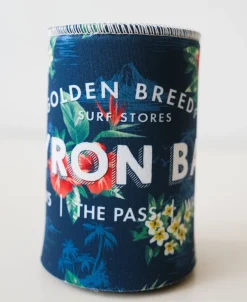 GOLDEN BREED
SURF STORES
YRON BA
THE PASS